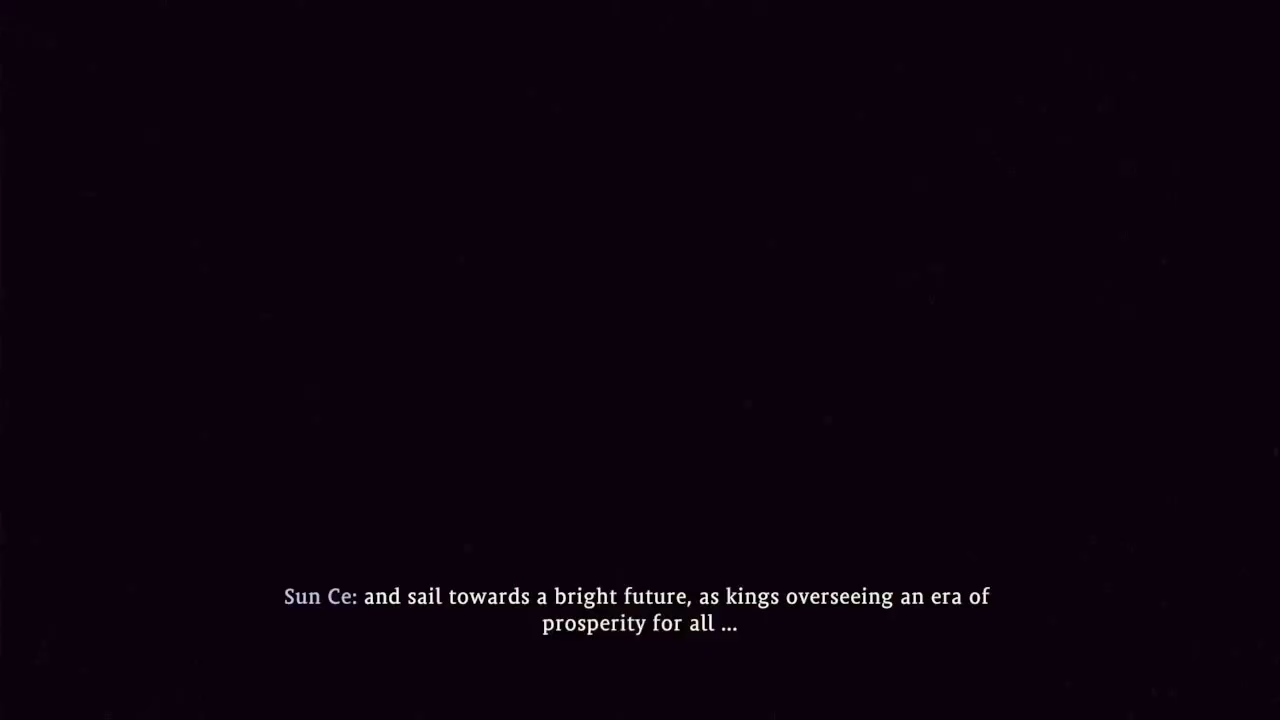 Sun Ce: and sail towards a bright future, as kings overseeing an era of
prosperity for all ...